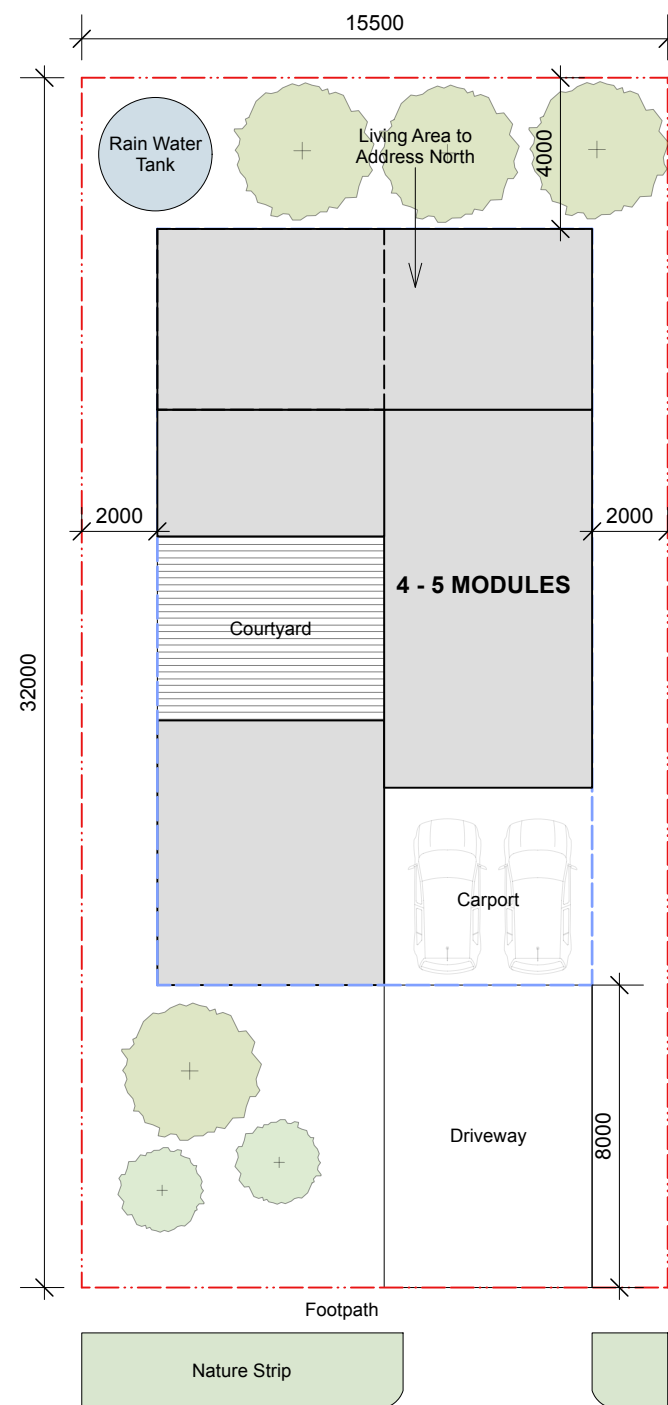 15500
Rain Water
Tank
Living Area to
Address North
4000
2000
2000
4 - 5 MODULES
Courtyard
32000
Carport
Driveway
8000
Footpath
Nature Strip